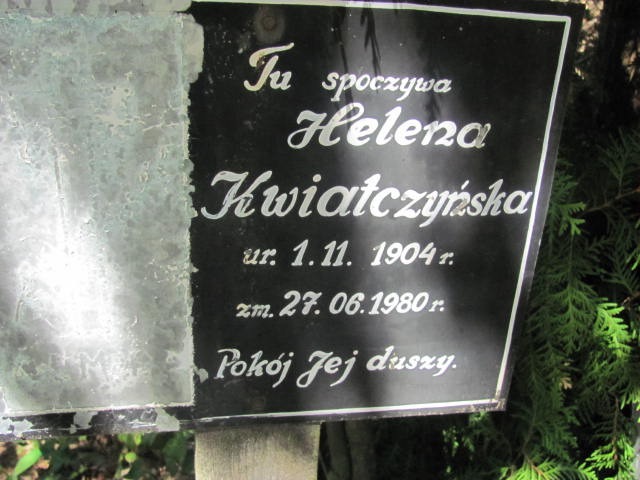 Tu spoczywa
Helena
Kwiatczyńska
ur. 1.11. 1904 r.
zm. 27.06.1980 r.
Pokój Jej duszy.